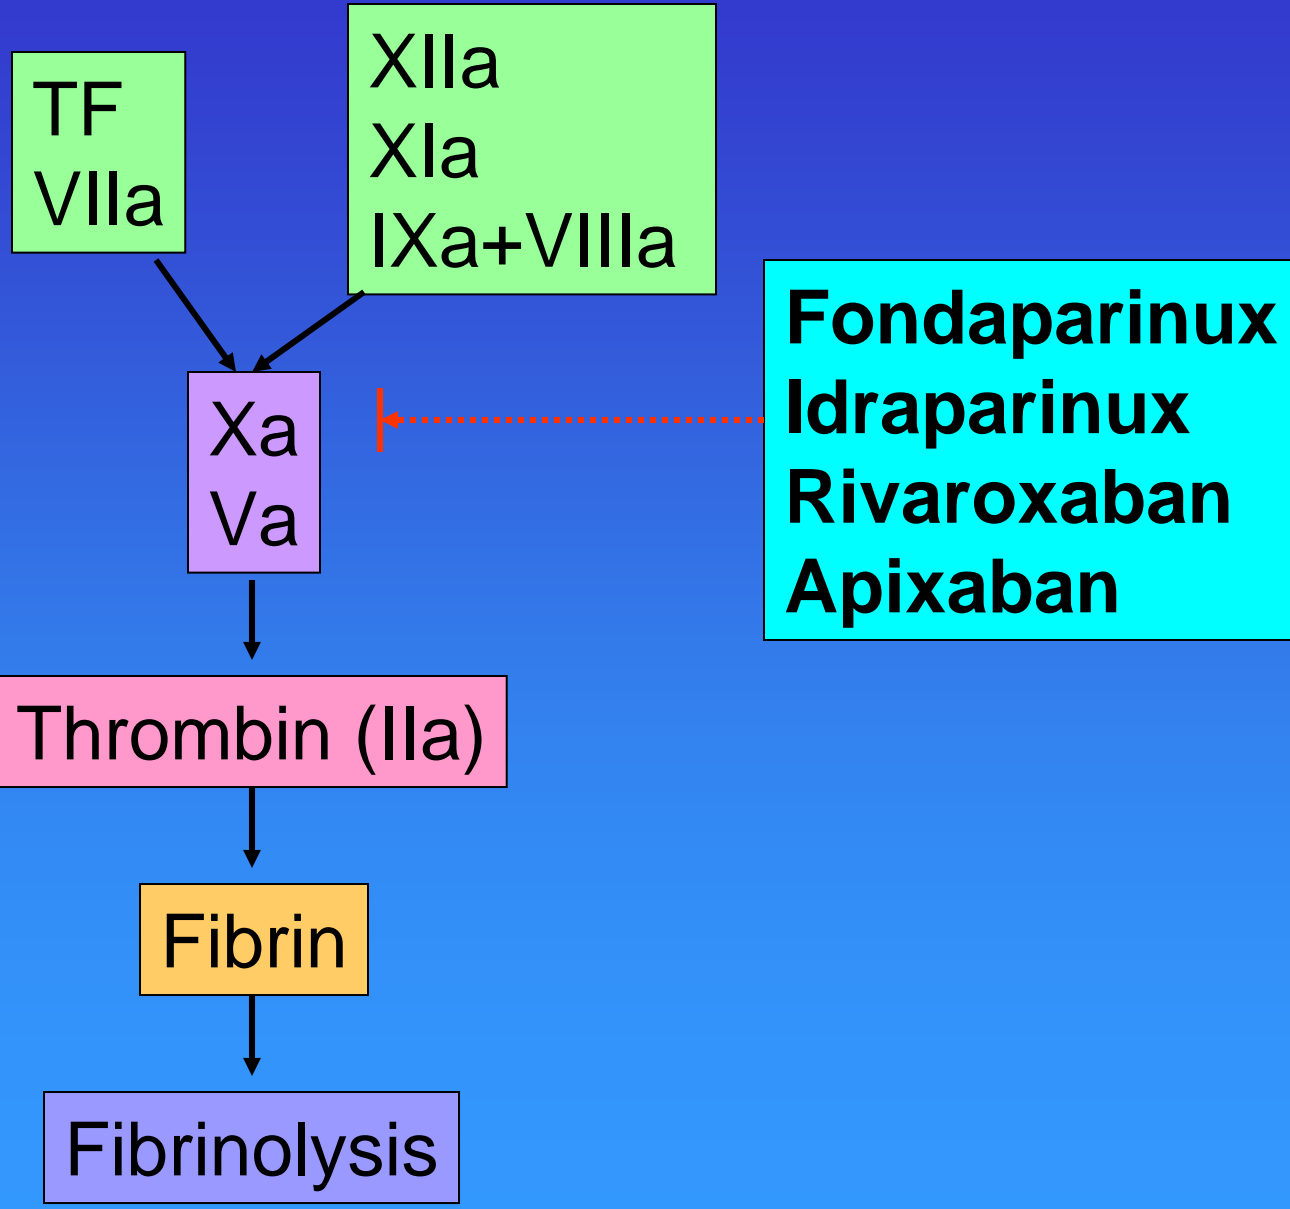 TF
VIIa
XIIa
XIa
IXa+VIIIa
Xa
Va
Fondaparinux
Idraparinux
Rivaroxaban
Apixaban
Thrombin (IIa)
Fibrin
Fibrinolysis